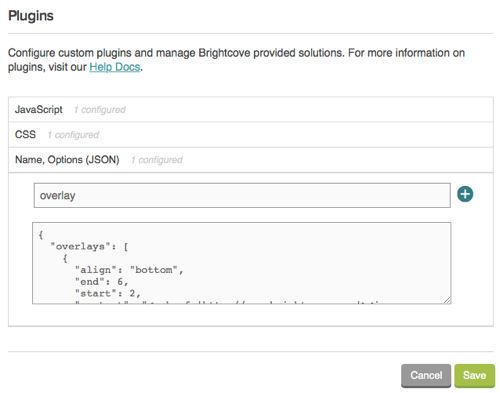 Plugins
Configure custom plugins and manage Brightcove provided solutions. For more information on
plugins, visit our Help Docs.
JavaScript 1 configured
CSS 1 configured
Name, Options (JSON) 1 configured
overlay
{
"overlays": [
{
"align": "bottom",
"end": 6,
"start": 2,
Cancel Save